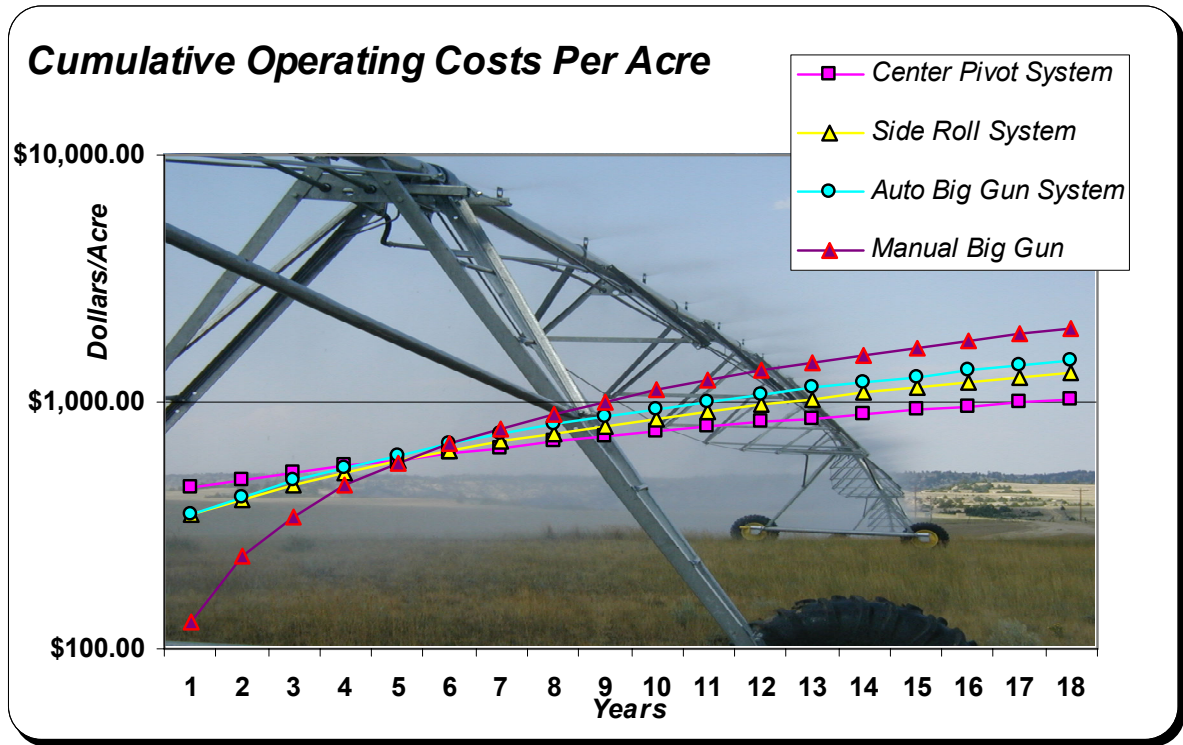 Cumulative Operating Costs Per Acre
Center Pivot System
Side Roll System
Auto Big Gun System
Manual Big Gun
$10,000.00
$1,000.00
$100.00
Dollars/Acre
1 2 3 4 5 6 7 8 9 10 11 12 13 14 15 16 17 18
Years